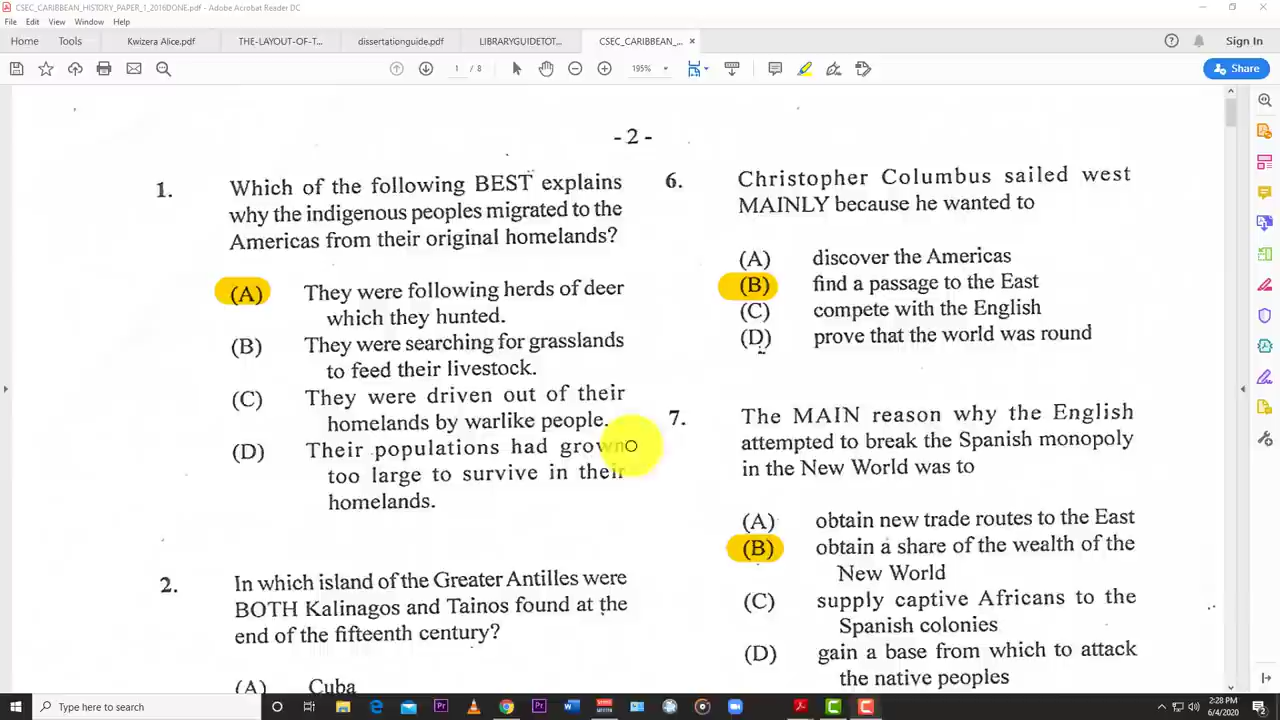 CSEC_CARIBBEAN_HISTORY_PAPER_1_2016DONE.pdf - Adobe Acrobat Reader DC
File Edit View Window Help
Home Tools Kwizera Alice.pdf THE-LAYOUT-OF-T... dissertationguide.pdf LIBRARYGUIDETOT... CSEC_CARIBBEAN_... × Sign In
1 / 8 195% Share
- 2 -
1. Which of the following BEST explains
why the indigenous peoples migrated to the
Americas from their original homelands?
(A) They were following herds of deer
which they hunted.
(B) They were searching for grasslands
to feed their livestock.
(C) They were driven out of their
homelands by warlike people.
(D) Their populations had grown
too large to survive in their
homelands.
2. In which island of the Greater Antilles were
BOTH Kalinagos and Tainos found at the
end of the fifteenth century?
(A) Cuba
6. Christopher Columbus sailed west
MAINLY because he wanted to
(A) discover the Americas
(B) find a passage to the East
(C) compete with the English
(D) prove that the world was round
7. The MAIN reason why the English
attempted to break the Spanish monopoly
in the New World was to
(A) obtain new trade routes to the East
(B) obtain a share of the wealth of the
New World
(C) supply captive Africans to the
Spanish colonies
(D) gain a base from which to attack
the native peoples
Type here to search
2:28 PM
6/4/2020